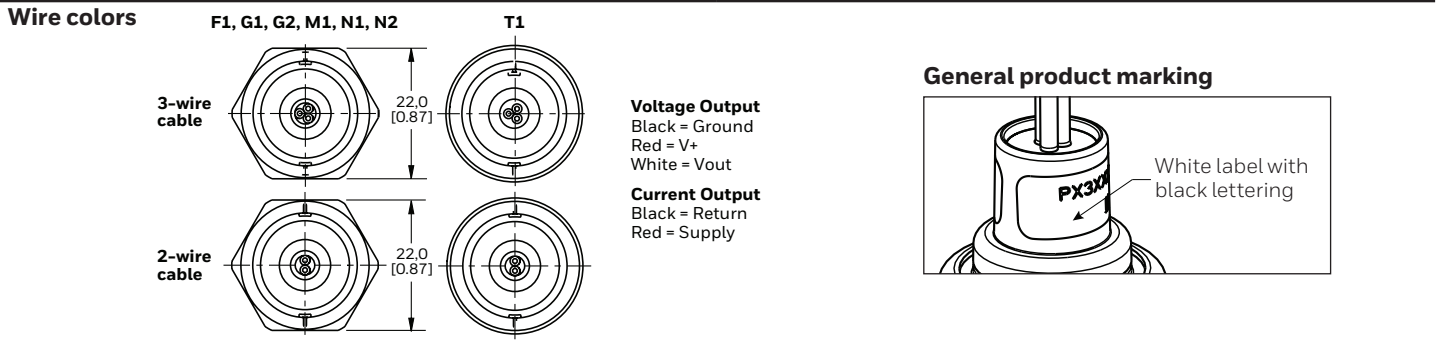 Wire colors
F1, G1, G2, M1, N1, N2
T1
3-wire
cable
22,0
[0.87]
2-wire
cable
22,0
[0.87]
Voltage Output
Black = Ground
Red = V+
White = Vout
Current Output
Black = Return
Red = Supply
General product marking
White label with
black lettering